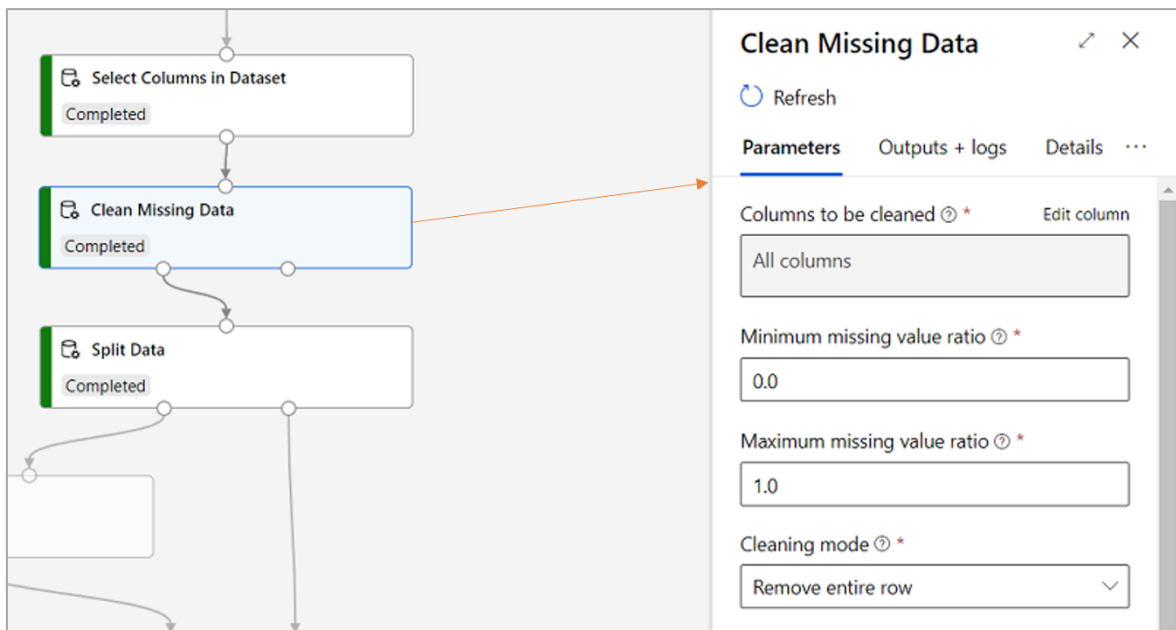 Select Columns in Dataset
Completed
Clean Missing Data
Completed
Split Data
Completed
Clean Missing Data
Refresh
Parameters Outputs + logs Details ...
Columns to be cleaned ? * Edit column
All columns
Minimum missing value ratio ? *
0.0
Maximum missing value ratio ? *
1.0
Cleaning mode ? *
Remove entire row